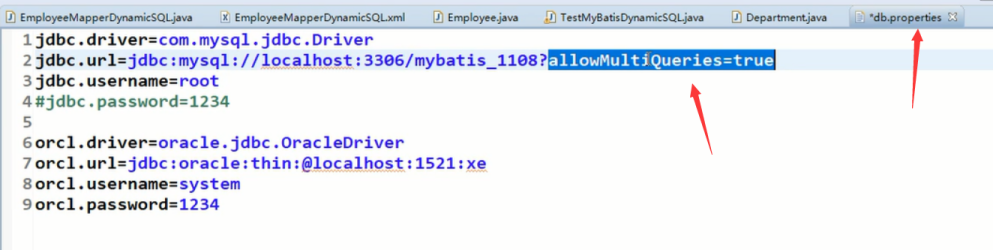 EmployeeMapperDynamicSQL.java EmployeeMapperDynamicSQL.xml Employee.java TestMyBatisDynamicSQL.java Department.java *db.properties
1 jdbc.driver=com.mysql.jdbc.Driver
2 jdbc.url=jdbc:mysql://localhost:3306/mybatis_1108?allowMultiQueries=true
3 jdbc.username=root
4 #jdbc.password=1234
5
6 orcl.driver=oracle.jdbc.OracleDriver
7 orcl.url=jdbc:oracle:thin:@localhost:1521:xe
8 orcl.username=system
9 orcl.password=1234